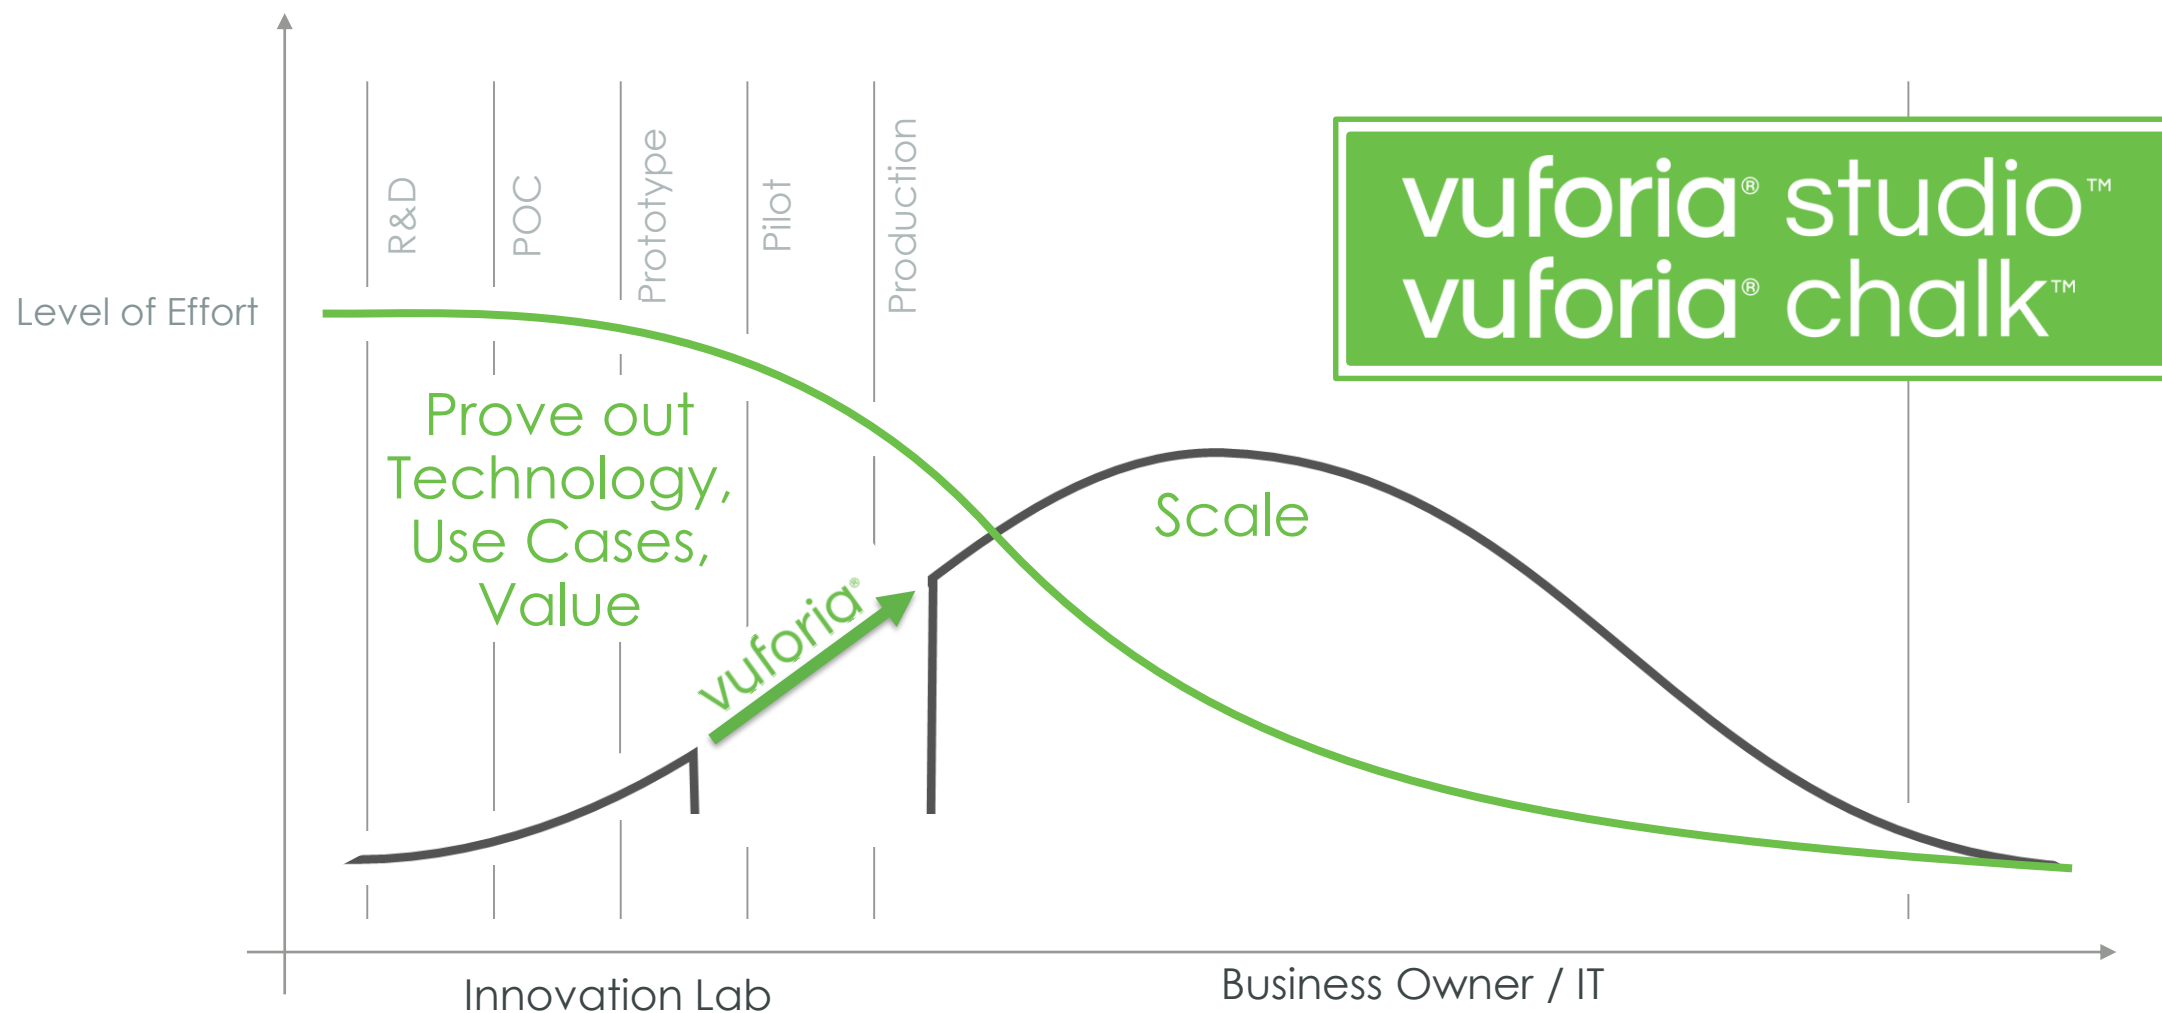 R&D
POC
Prototype
Pilot
Production
vuforia® studio™
vuforia® chalk™
Level of Effort
Prove out
Technology,
Use Cases,
Value
Scale
vuforia®
Innovation Lab
Business Owner / IT